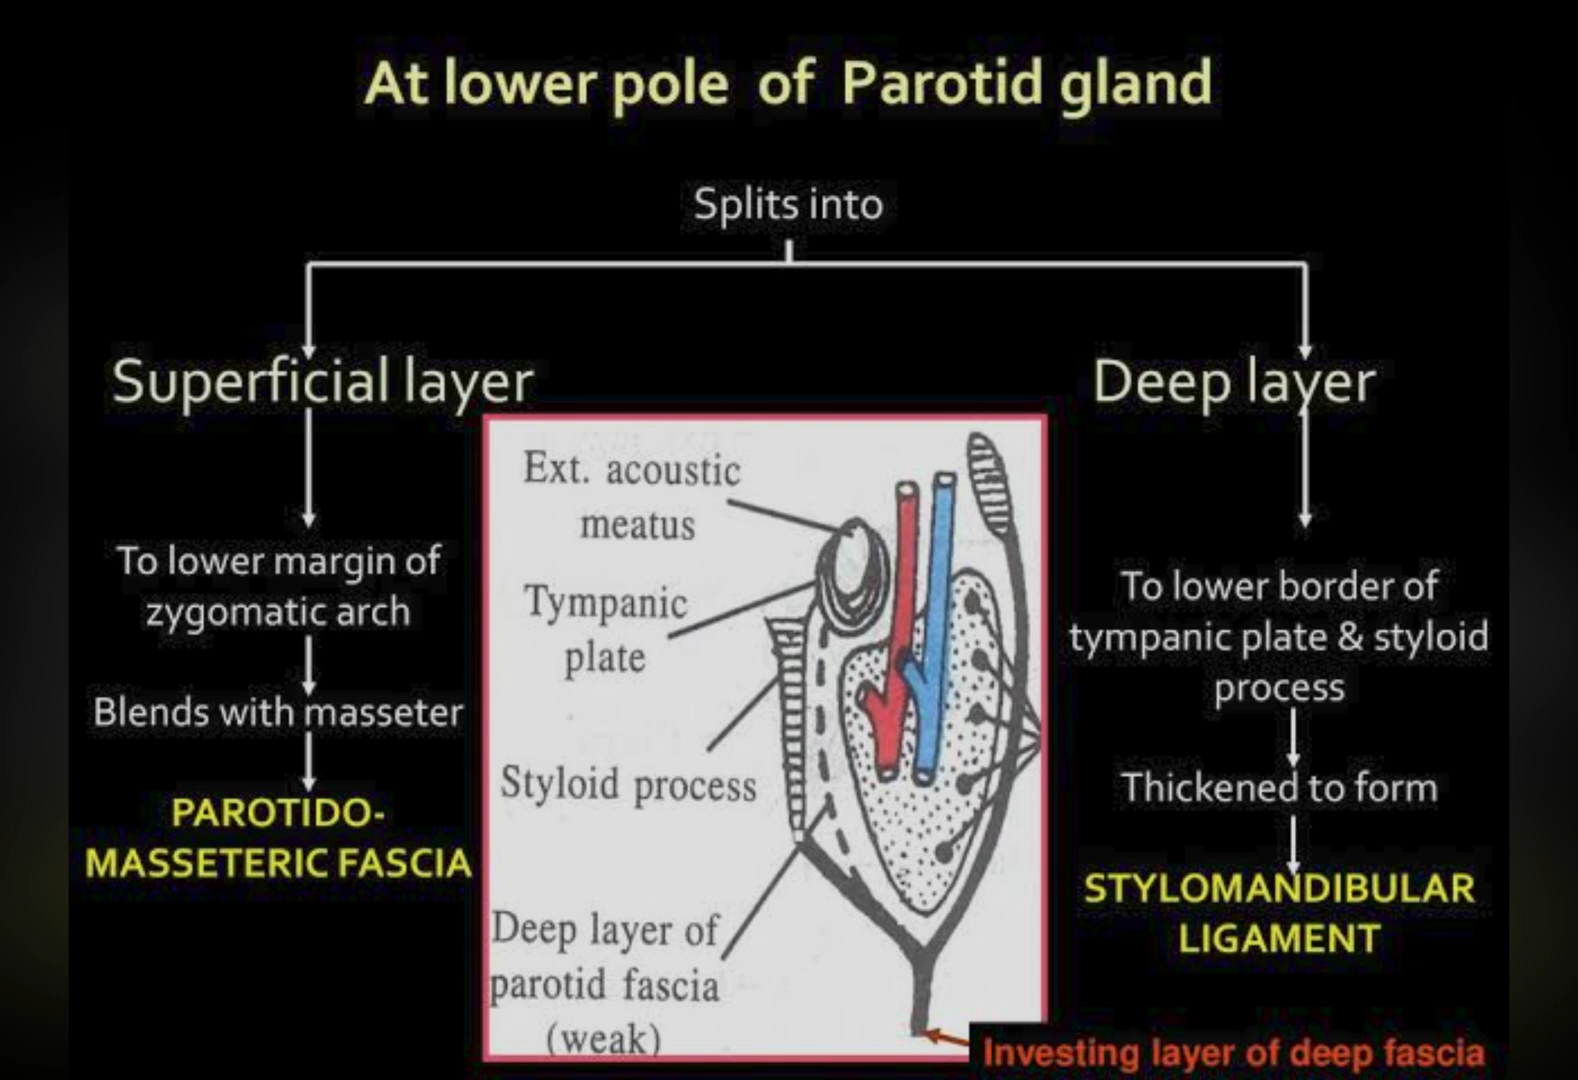 At lower pole of Parotid gland
Splits into
Superficial layer
To lower margin of
zygomatic arch
Blends with masseter
PAROTIDO-
MASSETERIC FASCIA
Ext. acoustic
meatus
Tympanic
plate
Styloid process
Deep layer of
parotid fascia
(weak)
Investing layer of deep fascia
Deep layer
To lower border of
tympanic plate & styloid
process
Thickened to form
STYLOMANDIBULAR
LIGAMENT